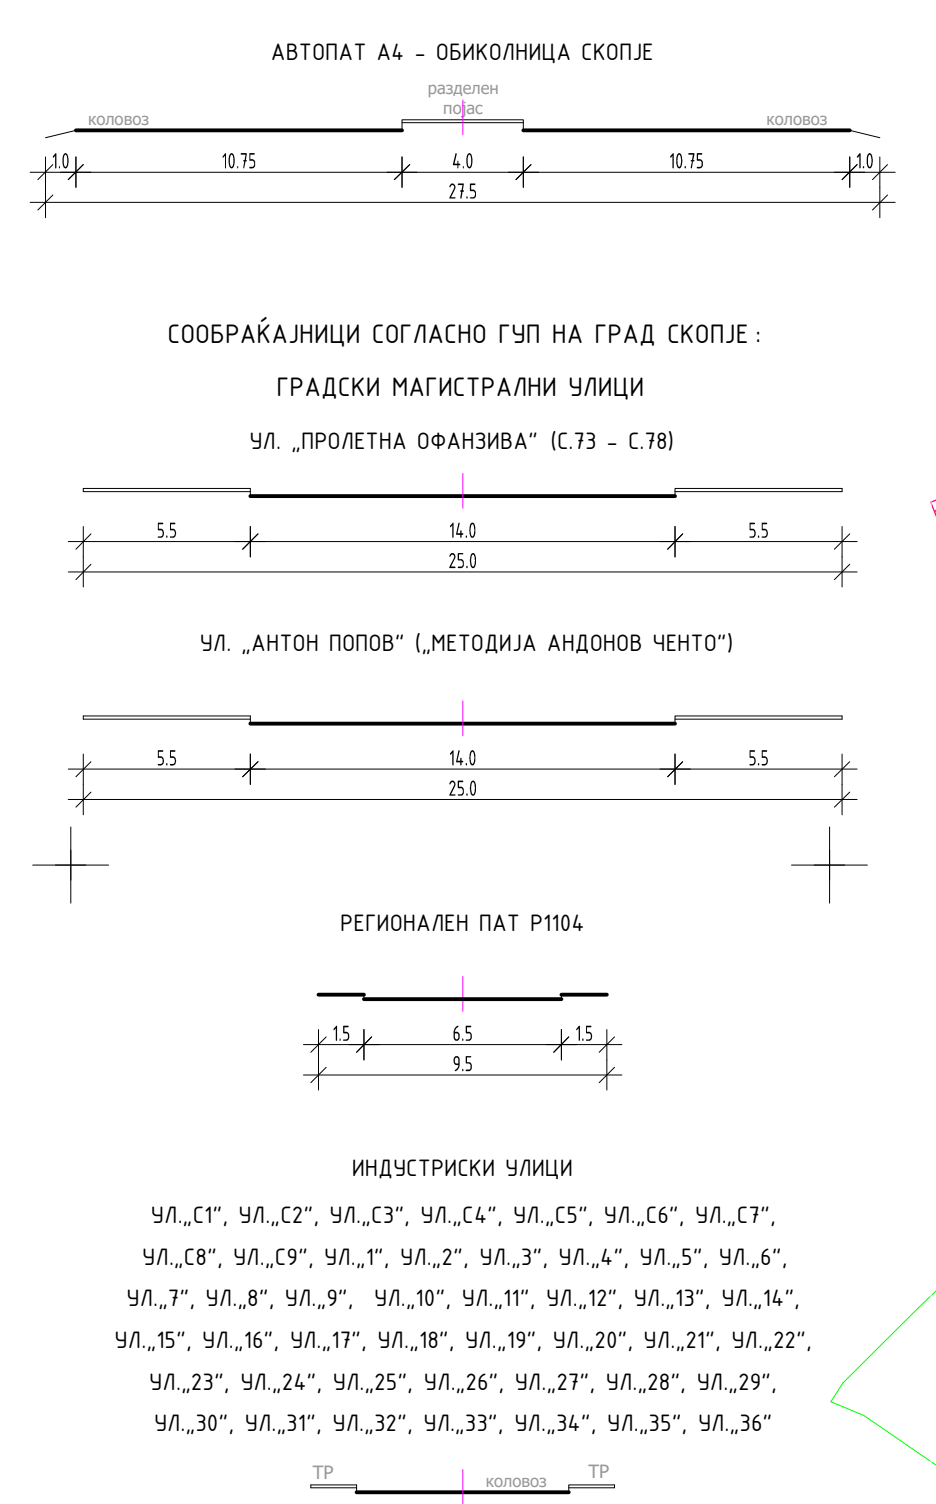 АВТОПАТ А4 – ОБИКОЛНИЦА СКОПЈЕ
разделен
појас
коловоз коловоз
1.0 10.75 4.0 10.75 1.0
27.5
СООБРАЌАЈНИЦИ СОГЛАСНО ГУП НА ГРАД СКОПЈЕ :
ГРАДСКИ МАГИСТРАЛНИ УЛИЦИ
УЛ. „ПРОЛЕТНА ОФАНЗИВА“ (С.73 – С.78)
5.5 14.0 5.5
25.0
УЛ. „АНТОН ПОПОВ“ („МЕТОДИЈА АНДОНОВ ЧЕНТО“)
5.5 14.0 5.5
25.0
РЕГИОНАЛЕН ПАТ Р1104
1.5 6.5 1.5
9.5
ИНДУСТРИСКИ УЛИЦИ
УЛ.„С1“, УЛ.„С2“, УЛ.„С3“, УЛ.„С4“, УЛ.„С5“, УЛ.„С6“, УЛ.„С7“,
УЛ.„С8“, УЛ.„С9“, УЛ.„1“, УЛ.„2“, УЛ.„3“, УЛ.„4“, УЛ.„5“, УЛ.„6“,
УЛ.„7“, УЛ.„8“, УЛ.„9“, УЛ.„10“, УЛ.„11“, УЛ.„12“, УЛ.„13“, УЛ.„14“,
УЛ.„15“, УЛ.„16“, УЛ.„17“, УЛ.„18“, УЛ.„19“, УЛ.„20“, УЛ.„21“, УЛ.„22“,
УЛ.„23“, УЛ.„24“, УЛ.„25“, УЛ.„26“, УЛ.„27“, УЛ.„28“, УЛ.„29“,
УЛ.„30“, УЛ.„31“, УЛ.„32“, УЛ.„33“, УЛ.„34“, УЛ.„35“, УЛ.„36“
ТР коловоз ТР